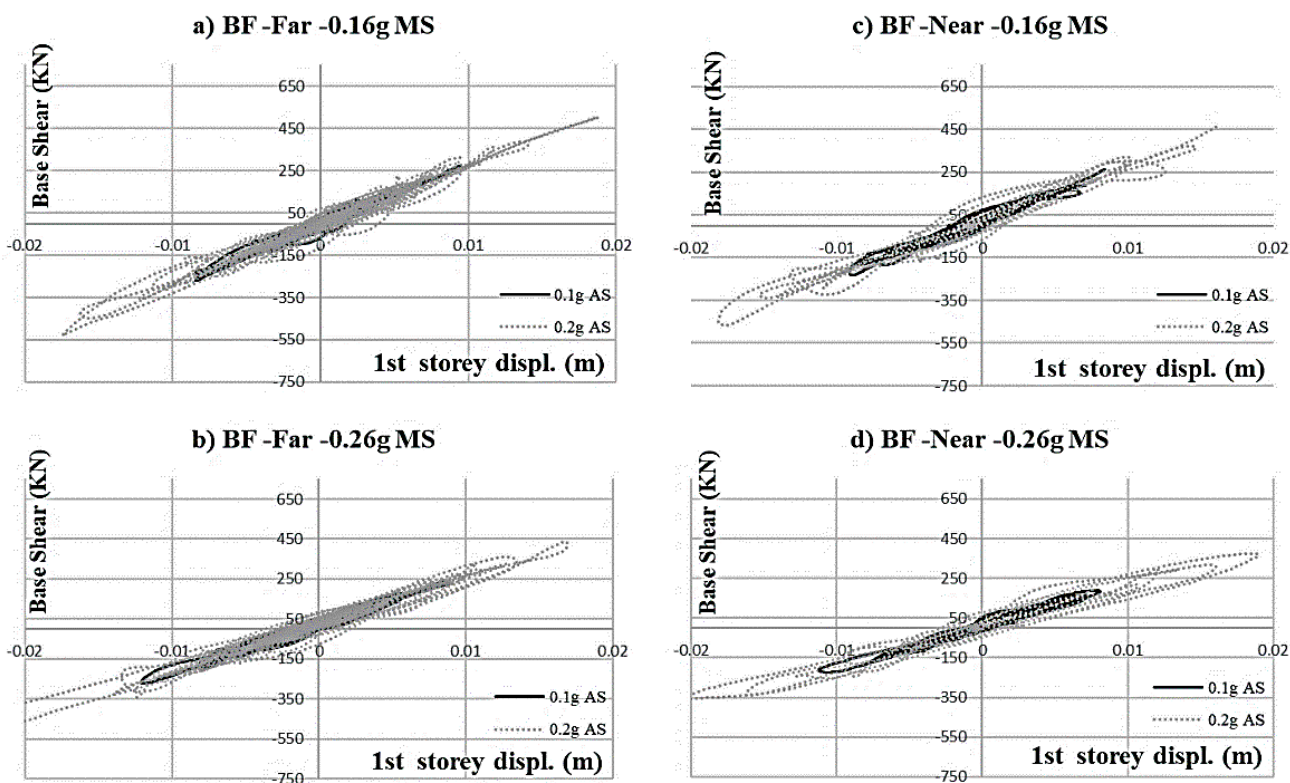 a) BF -Far -0.16g MS
Base Shear (KN)
650
450
250
50
-0.02
-0.01
0
0.01
0.02
-150
-350
-550
-750
0.1g AS
0.2g AS
1st storey displ. (m)
c) BF -Near -0.16g MS
Base Shear (KN)
650
450
250
50
-0.02
-0.01
0
0.01
0.02
-150
-350
-550
-750
0.1g AS
0.2g AS
1st storey displ. (m)
b) BF -Far -0.26g MS
Base Shear (KN)
650
450
250
50
-0.02
-0.01
0
0.01
0.02
-150
-350
-550
-750
0.1g AS
0.2g AS
1st storey displ. (m)
d) BF -Near -0.26g MS
Base Shear (KN)
650
450
250
50
-0.02
-0.01
0
0.01
0.02
-150
-350
-550
-750
0.1g AS
0.2g AS
1st storey displ. (m)